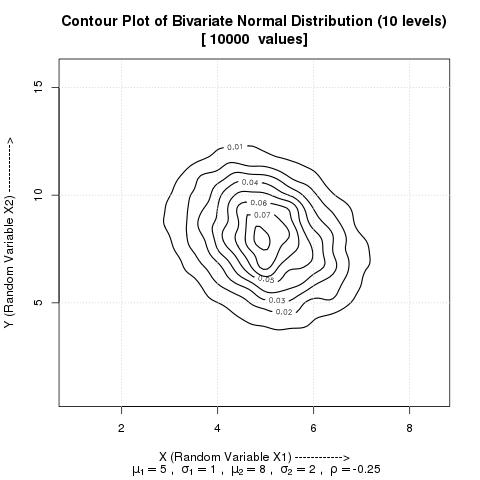 Contour Plot of Bivariate Normal Distribution (10 levels)
[ 10000  values]
Y (Random Variable X2) ------------>
15
10
5
0.01
0.04
0.06
0.07
0.05
0.03
0.02
2 4 6 8
X (Random Variable X1) ------------>
μ₁ = 5 ,  σ₁ = 1 ,  μ₂ = 8 ,  σ₂ = 2 ,  ρ = -0.25